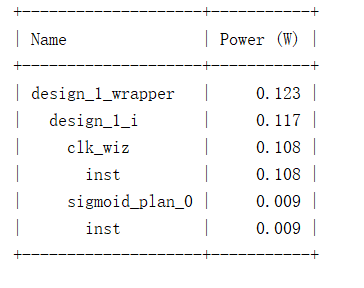 +--------------------+-----------+
| Name               | Power (W) |
+--------------------+-----------+
| design_1_wrapper   |     0.123 |
|   design_1_i       |     0.117 |
|     clk_wiz        |     0.108 |
|       inst         |     0.108 |
|     sigmoid_plan_0 |     0.009 |
|       inst         |     0.009 |
+--------------------+-----------+